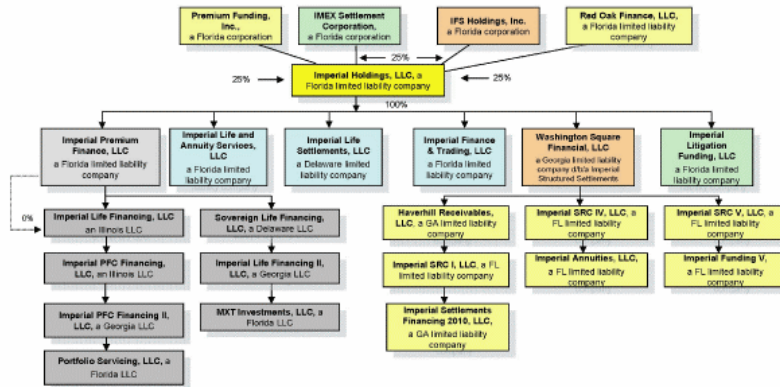 Premium Funding,
Inc.,
a Florida corporation
IMEX Settlement
Corporation,
a Florida corporation
IFS Holdings, Inc.
a Florida corporation
Red Oak Finance, LLC,
a Florida limited liability
company
25%
25%
Imperial Holdings, LLC, a
Florida limited liability company
25%
100%
Imperial Premium
Finance, LLC
a Florida limited liability
company
Imperial Life and
Annuity Services,
LLC
a Florida limited
liability company
Imperial Life
Settlements, LLC
a Delaware limited
liability company
Imperial Finance
& Trading, LLC
a Florida limited
liability company
Washington Square
Financial, LLC
a Georgia limited liability
company d/b/a Imperial
Structured Settlements
Imperial
Litigation
Funding, LLC
a Florida limited
liability company
0%
Imperial Life Financing, LLC
an Illinois LLC
Sovereign Life Financing,
LLC, a Delaware LLC
Haverhill Receivables,
LLC, a GA limited liability
company
Imperial SRC IV, LLC, a
FL limited liability
company
Imperial SRC V, LLC, a
FL limited liability
company
Imperial PFC Financing,
LLC, an Illinois LLC
Imperial Life Financing II,
LLC, a Georgia LLC
Imperial SRC I, LLC, a FL
limited liability company
Imperial Annuities, LLC,
a FL limited liability
company
Imperial Funding V,
a FL limited liability
company
Imperial PFC Financing II,
LLC, a Georgia LLC
MXT Investments, LLC, a
Florida LLC
Imperial Settlements
Financing 2010, LLC,
a GA limited liability
company
Portfolio Servicing, LLC, a
Florida LLC